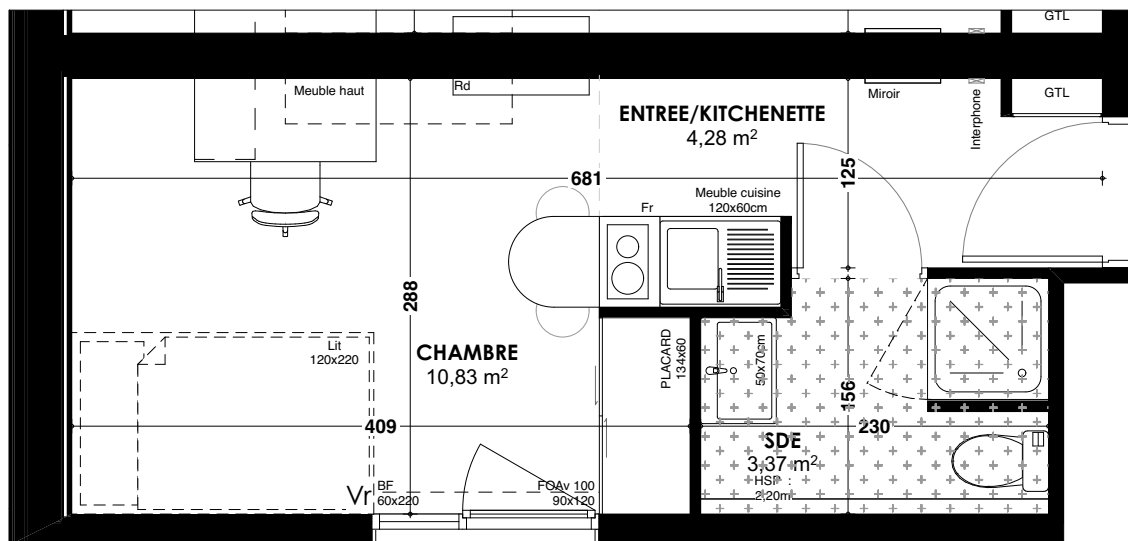 GTL
Meuble haut
Rd
Miroir
Interphone
GTL
ENTREE/KITCHENETTE
4,28 m²
681
125
Meuble cuisine
120x60cm
Fr
288
Lit
120x220
CHAMBRE
10,83 m²
PLACARD
134x60
50x70cm
156
409
230
SDE
3,37 m²
HSP :
2,20m
Vr
BF
60x220
FOAv 100
90x120